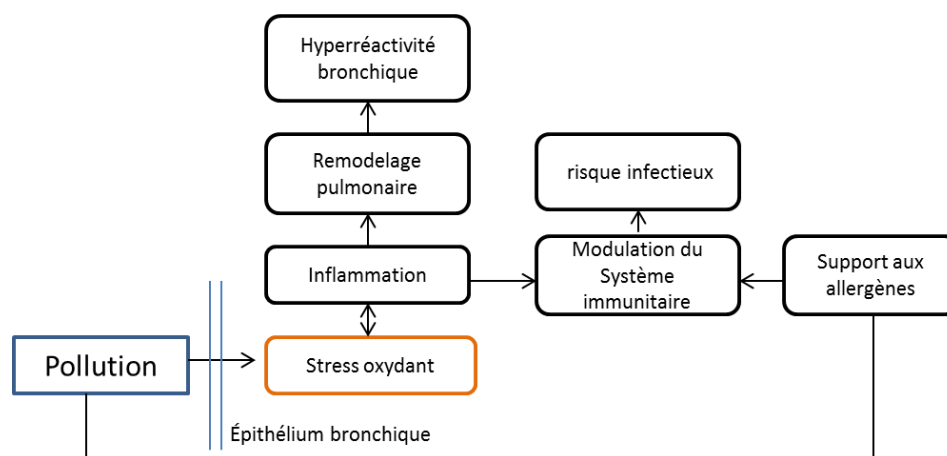 Hyperréactivité
bronchique
Remodelage
pulmonaire
risque infectieux
Inflammation
Modulation du
Système
immunitaire
Support aux
allergènes
Pollution
Stress oxydant
Épithélium bronchique